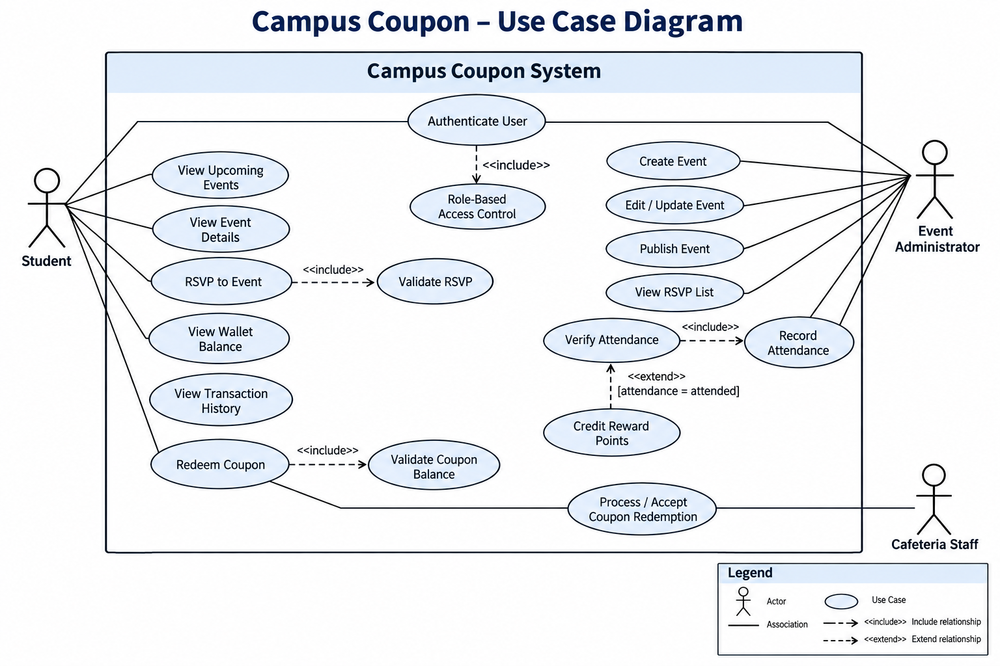 Campus Coupon – Use Case Diagram
Campus Coupon System
Authenticate User
<<include>>
Role-Based
Access Control
View Upcoming
Events
View Event
Details
RSVP to Event
<<include>>
Validate RSVP
View Wallet
Balance
View Transaction
History
Redeem Coupon
<<include>>
Validate Coupon
Balance
Create Event
Edit / Update Event
Publish Event
View RSVP List
Verify Attendance
<<include>>
Record
Attendance
<<extend>>
[attendance = attended]
Credit Reward
Points
Process / Accept
Coupon Redemption
Student
Event
Administrator
Cafeteria Staff
Legend
Actor
Use Case
Association
<<include>> Include relationship
<<extend>> Extend relationship